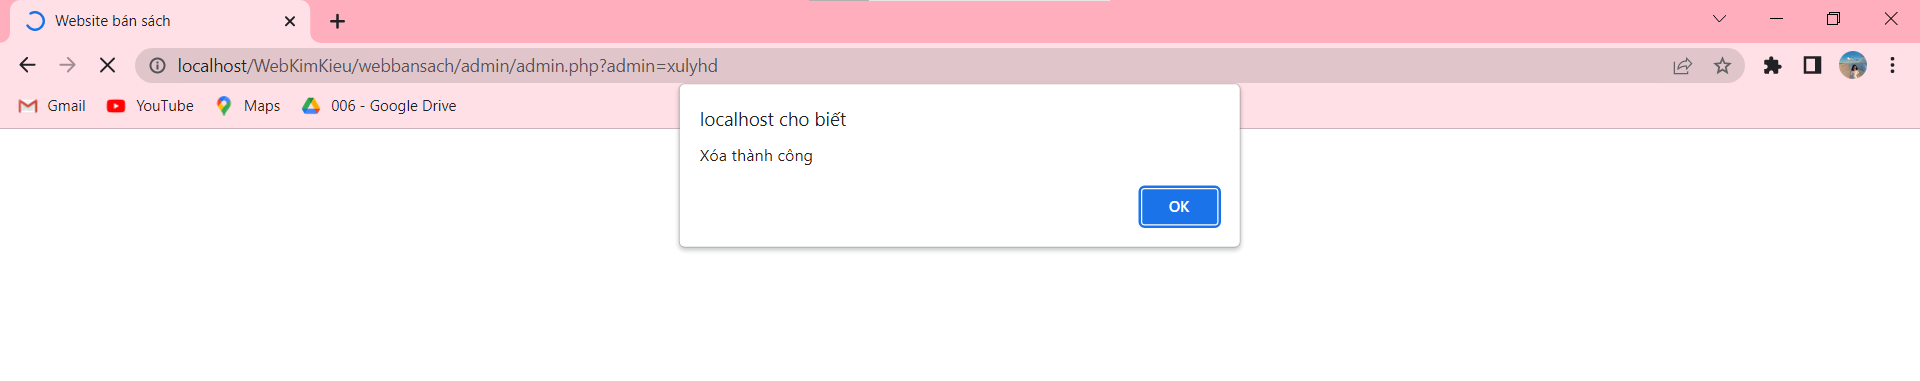 Website bán sách
localhost/WebKimKieu/webbansach/admin/admin.php?admin=xulyhd
Gmail YouTube Maps 006 - Google Drive
localhost cho biết
Xóa thành công
OK